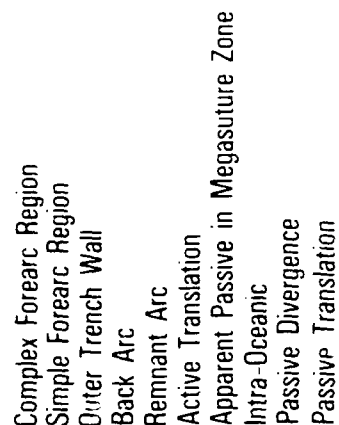 Complex Forearc Region
Simple Forearc Region
Outer Trench Wall
Back Arc
Remnant Arc
Active Translation
Apparent Passive in Megasuture Zone
Intra-Oceanic
Passive Divergence
Passive Translation